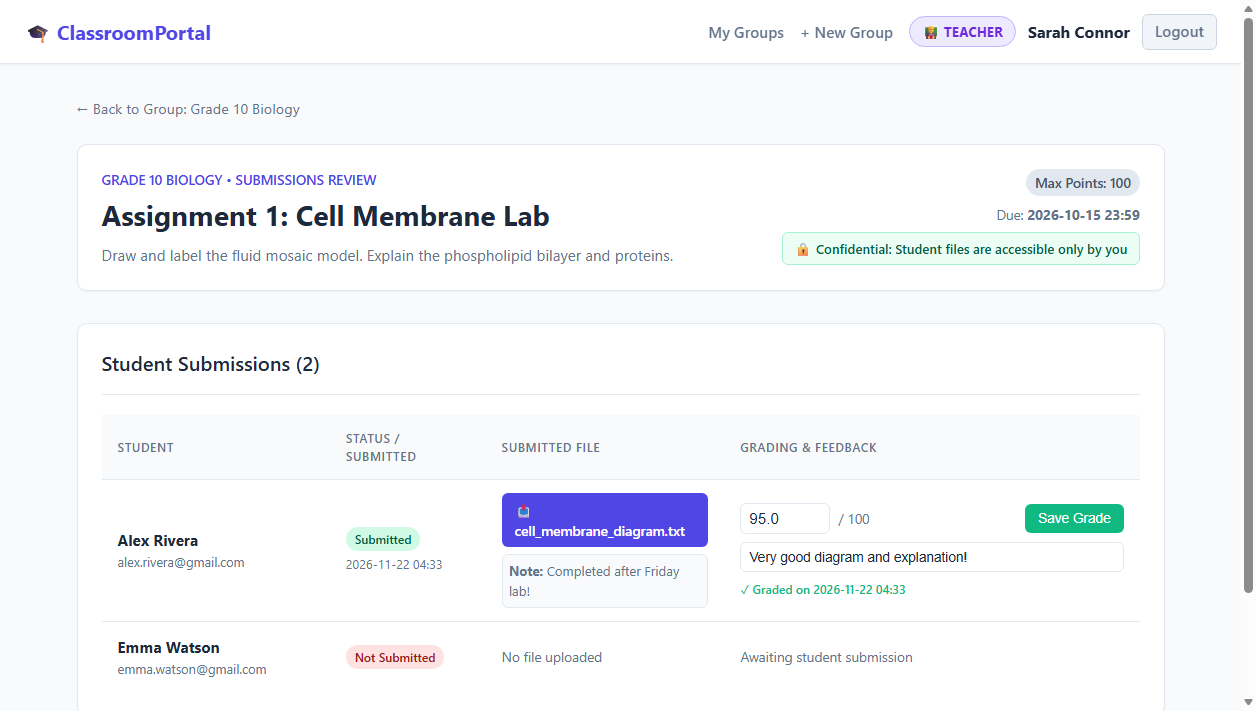 ClassroomPortal
My Groups
+ New Group
TEACHER
Sarah Connor
Logout
← Back to Group: Grade 10 Biology
GRADE 10 BIOLOGY • SUBMISSIONS REVIEW
Assignment 1: Cell Membrane Lab
Draw and label the fluid mosaic model. Explain the phospholipid bilayer and proteins.
Max Points: 100
Due: 2026-10-15 23:59
Confidential: Student files are accessible only by you
Student Submissions (2)
STUDENT
STATUS /
SUBMITTED
SUBMITTED FILE
GRADING & FEEDBACK
Alex Rivera
alex.rivera@gmail.com
Submitted
2026-11-22 04:33
cell_membrane_diagram.txt
Note: Completed after Friday
lab!
95.0
/ 100
Save Grade
Very good diagram and explanation!
✓ Graded on 2026-11-22 04:33
Emma Watson
emma.watson@gmail.com
Not Submitted
No file uploaded
Awaiting student submission